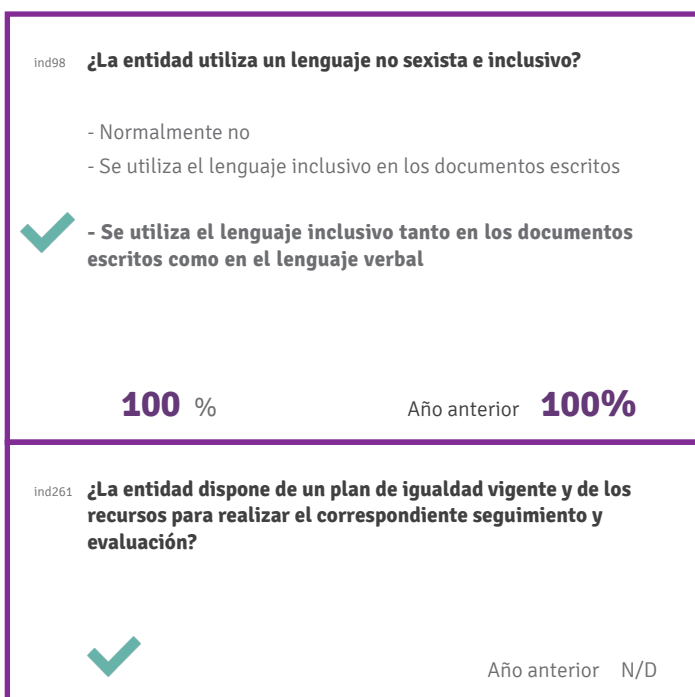 ind98 ¿La entidad utiliza un lenguaje no sexista e inclusivo?
- Normalmente no
- Se utiliza el lenguaje inclusivo en los documentos escritos
- Se utiliza el lenguaje inclusivo tanto en los documentos
escritos como en el lenguaje verbal
100 % Año anterior 100%
ind261 ¿La entidad dispone de un plan de igualdad vigente y de los
recursos para realizar el correspondiente seguimiento y
evaluación?
Año anterior N/D